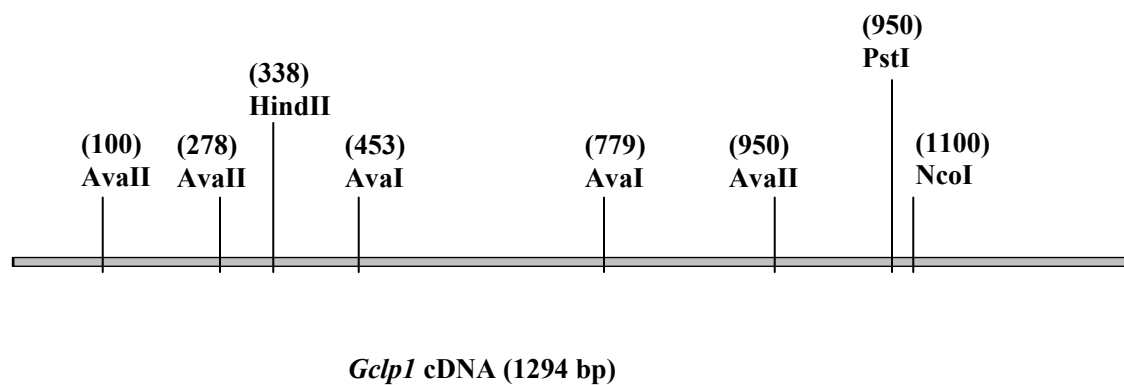 (950)
PstI
(338)
HindII
(100)
AvaII
(278)
AvaII
(453)
AvaI
(779)
AvaI
(950)
AvaII
(1100)
NcoI
Gclp1 cDNA (1294 bp)